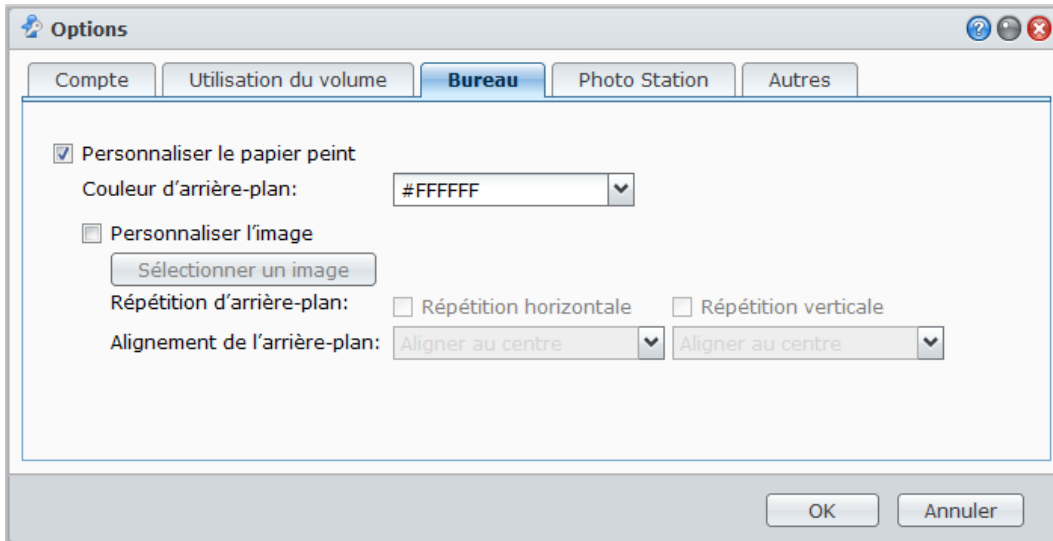 Options
Compte Utilisation du volume Bureau Photo Station Autres
Personnaliser le papier peint
Couleur d'arrière-plan: #FFFFFF
Personnaliser l'image
Sélectionner un image
Répétition d'arrière-plan: Répétition horizontale Répétition verticale
Alignement de l'arrière-plan: Aligner au centre Aligner au centre
OK Annuler